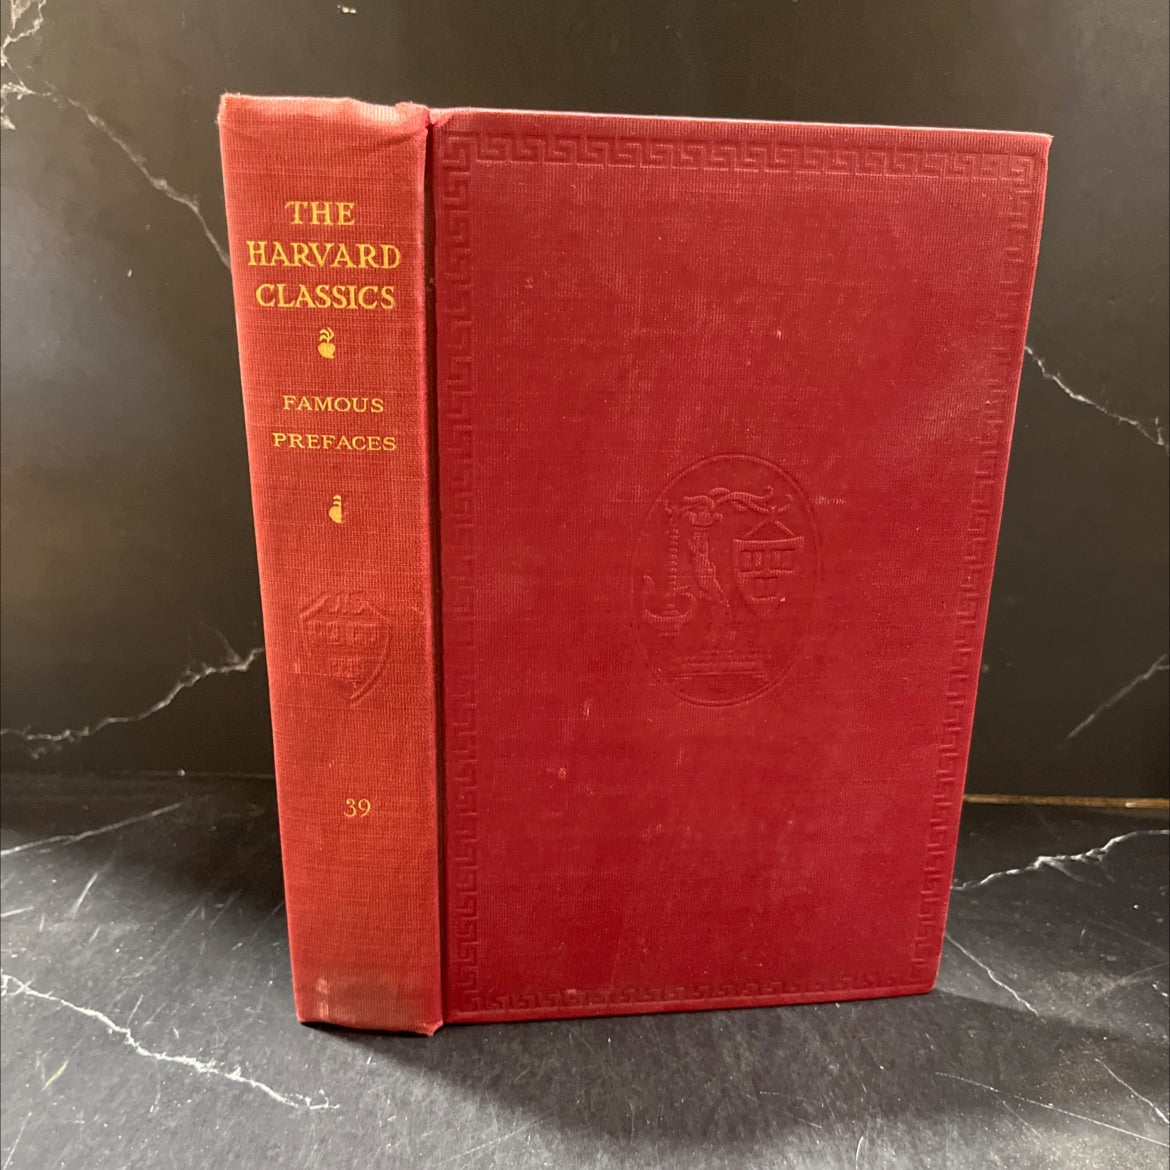 THE
HARVARD
CLASSICS
FAMOUS
PREFACES
39